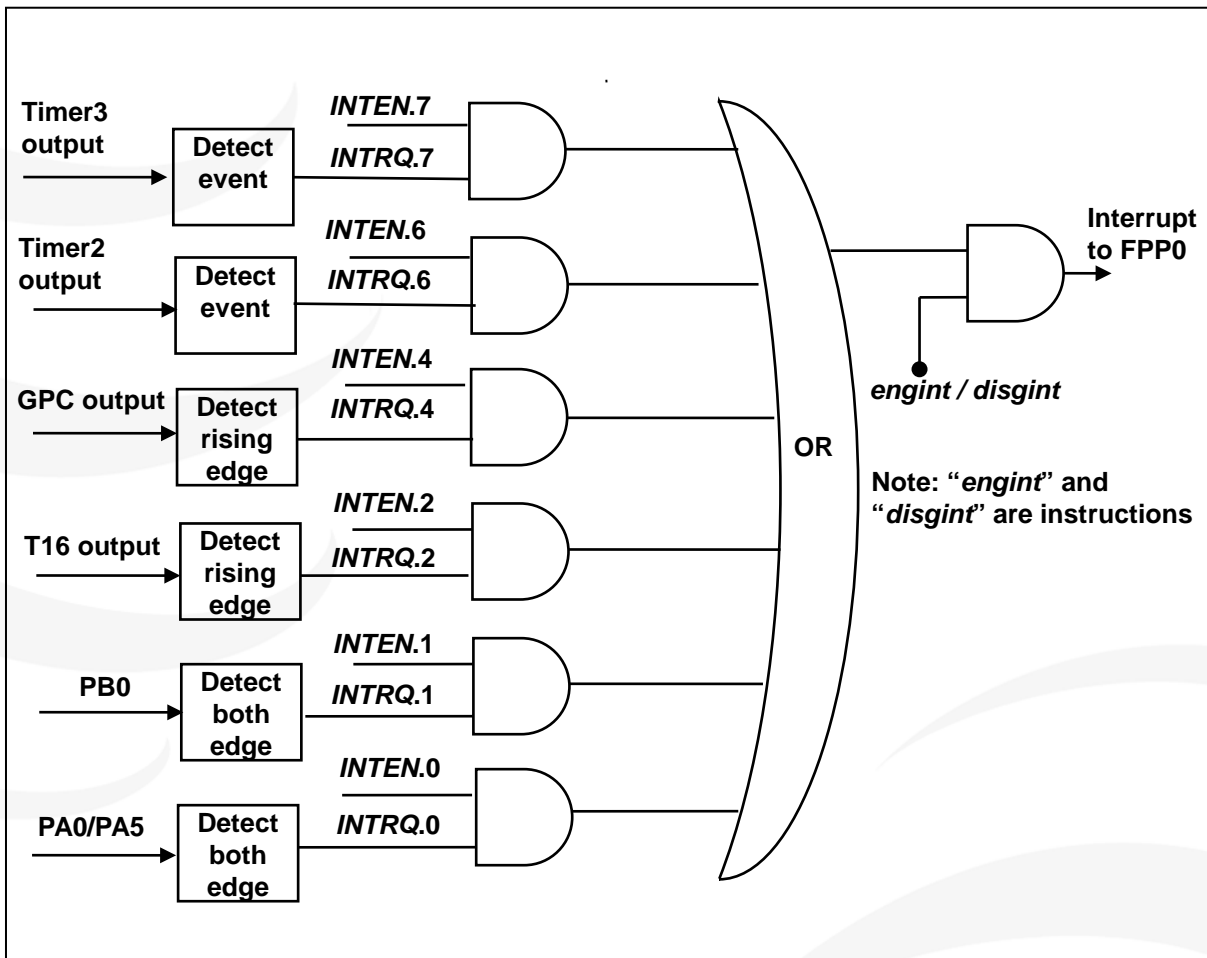 Timer3
output
Detect
event
INTEN.7
INTRQ.7
Timer2
output
Detect
event
INTEN.6
INTRQ.6
GPC output
Detect
rising
edge
INTEN.4
INTRQ.4
T16 output
Detect
rising
edge
INTEN.2
INTRQ.2
PB0
Detect
both
edge
INTEN.1
INTRQ.1
PA0/PA5
Detect
both
edge
INTEN.0
INTRQ.0
OR
Interrupt
to FPP0
engint / disgint
Note: “engint” and
“disgint” are instructions